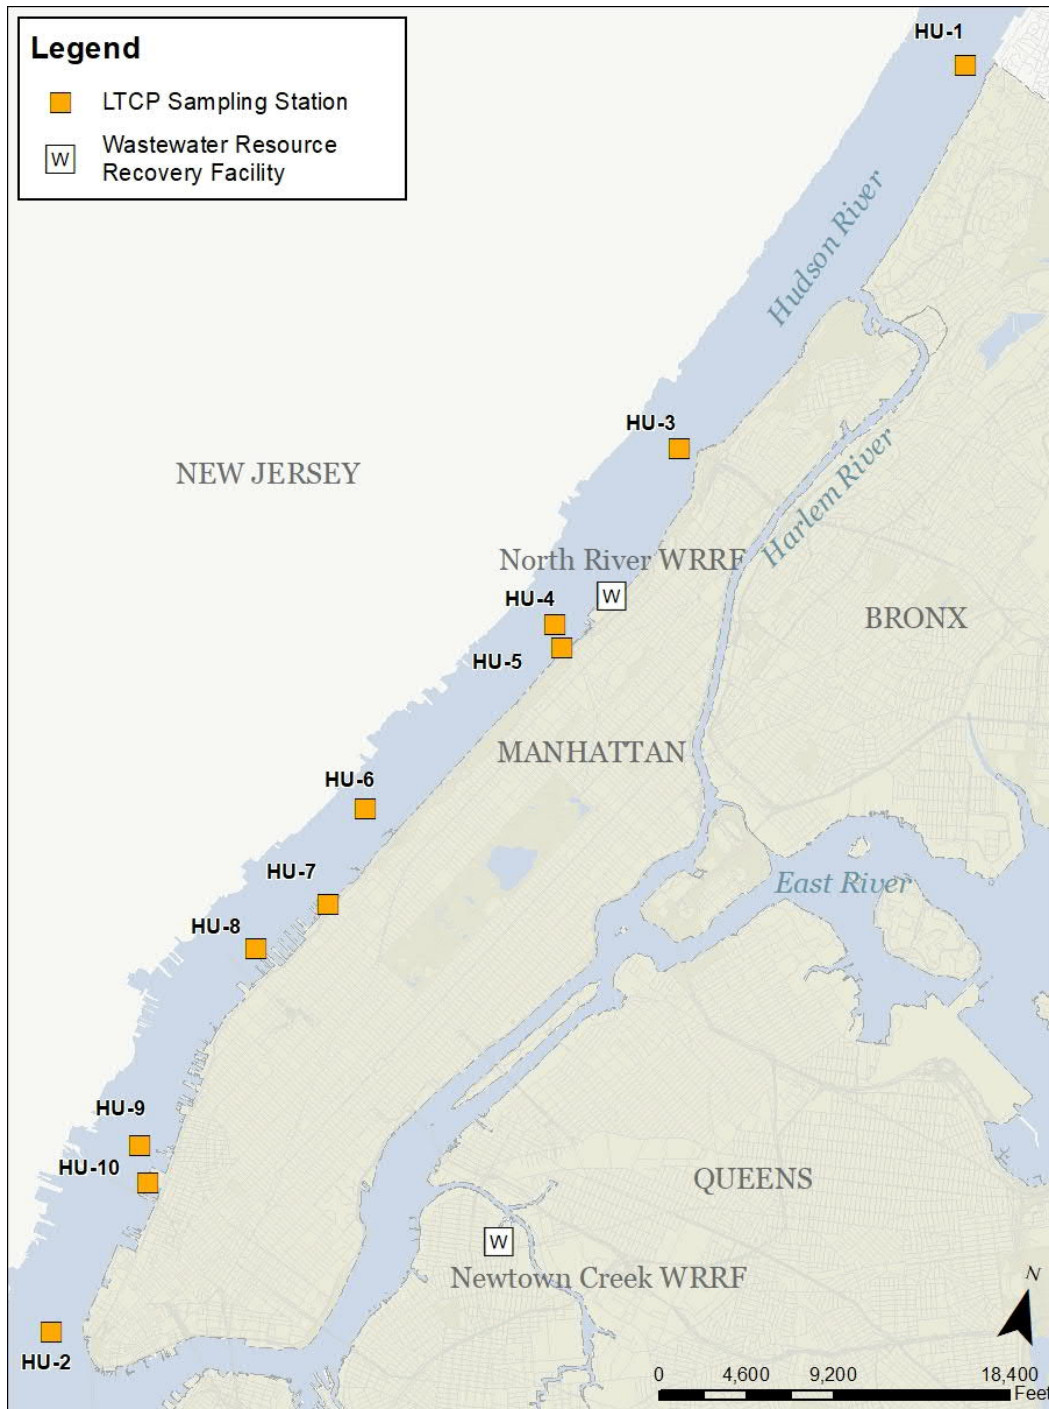 Legend
LTCP Sampling Station
W
Wastewater Resource
Recovery Facility
HU-1
Hudson River
HU-3
NEW JERSEY
Harlem River
North River WRRF
W
HU-4
HU-5
BRONX
MANHATTAN
HU-6
HU-7
East River
HU-8
HU-9
HU-10
QUEENS
W
Newtown Creek WRRF
N
HU-2
0 4,600 9,200 18,400
Feet